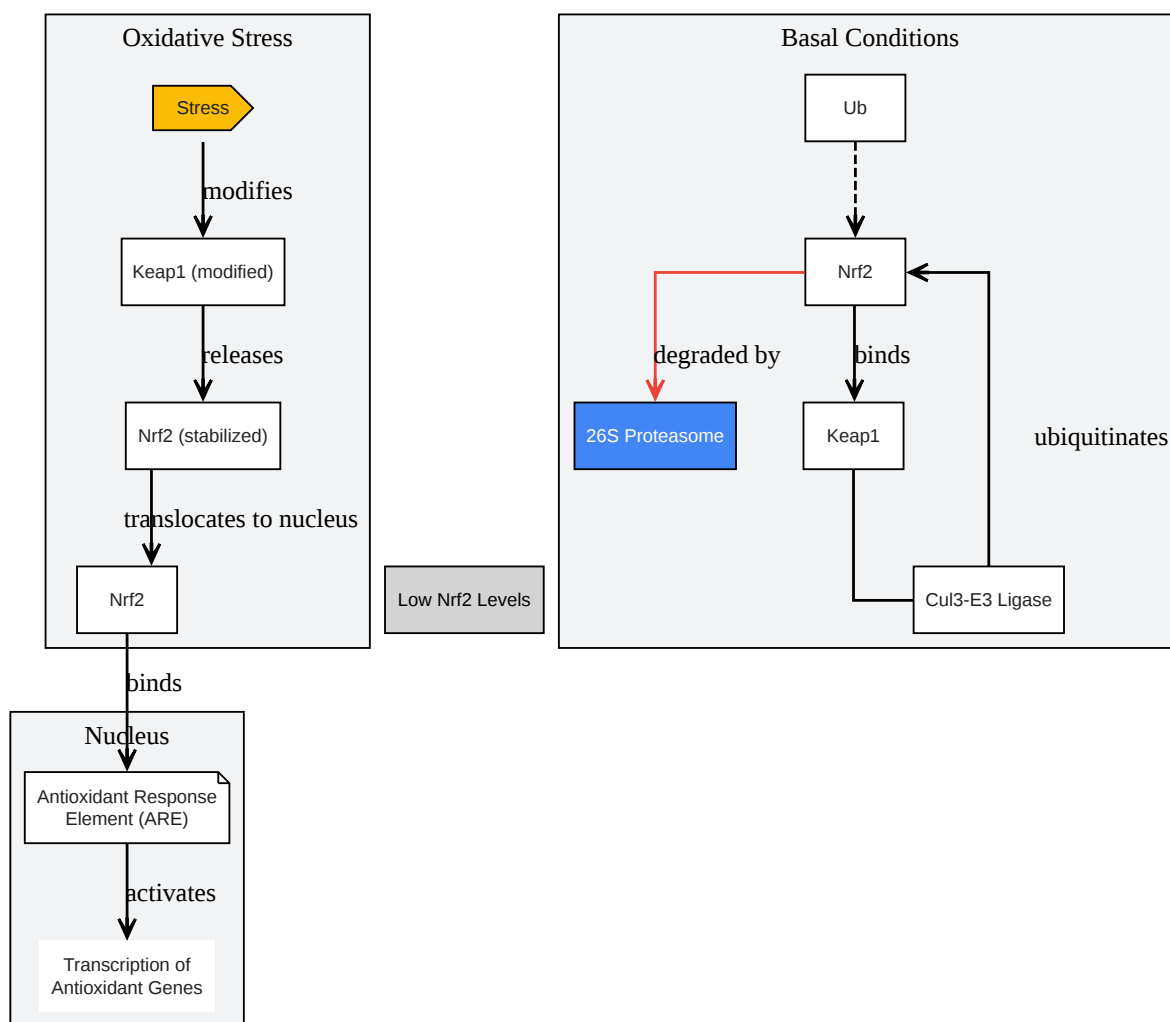 Oxidative Stress
Stress
modifies
Keap1 (modified)
releases
Nrf2 (stabilized)
translocates to nucleus
Nrf2
binds
Nucleus
Antioxidant Response
Element (ARE)
activates
Transcription of
Antioxidant Genes
Low Nrf2 Levels
Basal Conditions
Ub
Nrf2
degraded by
binds
26S Proteasome
Keap1
ubiquitinates
Cul3-E3 Ligase